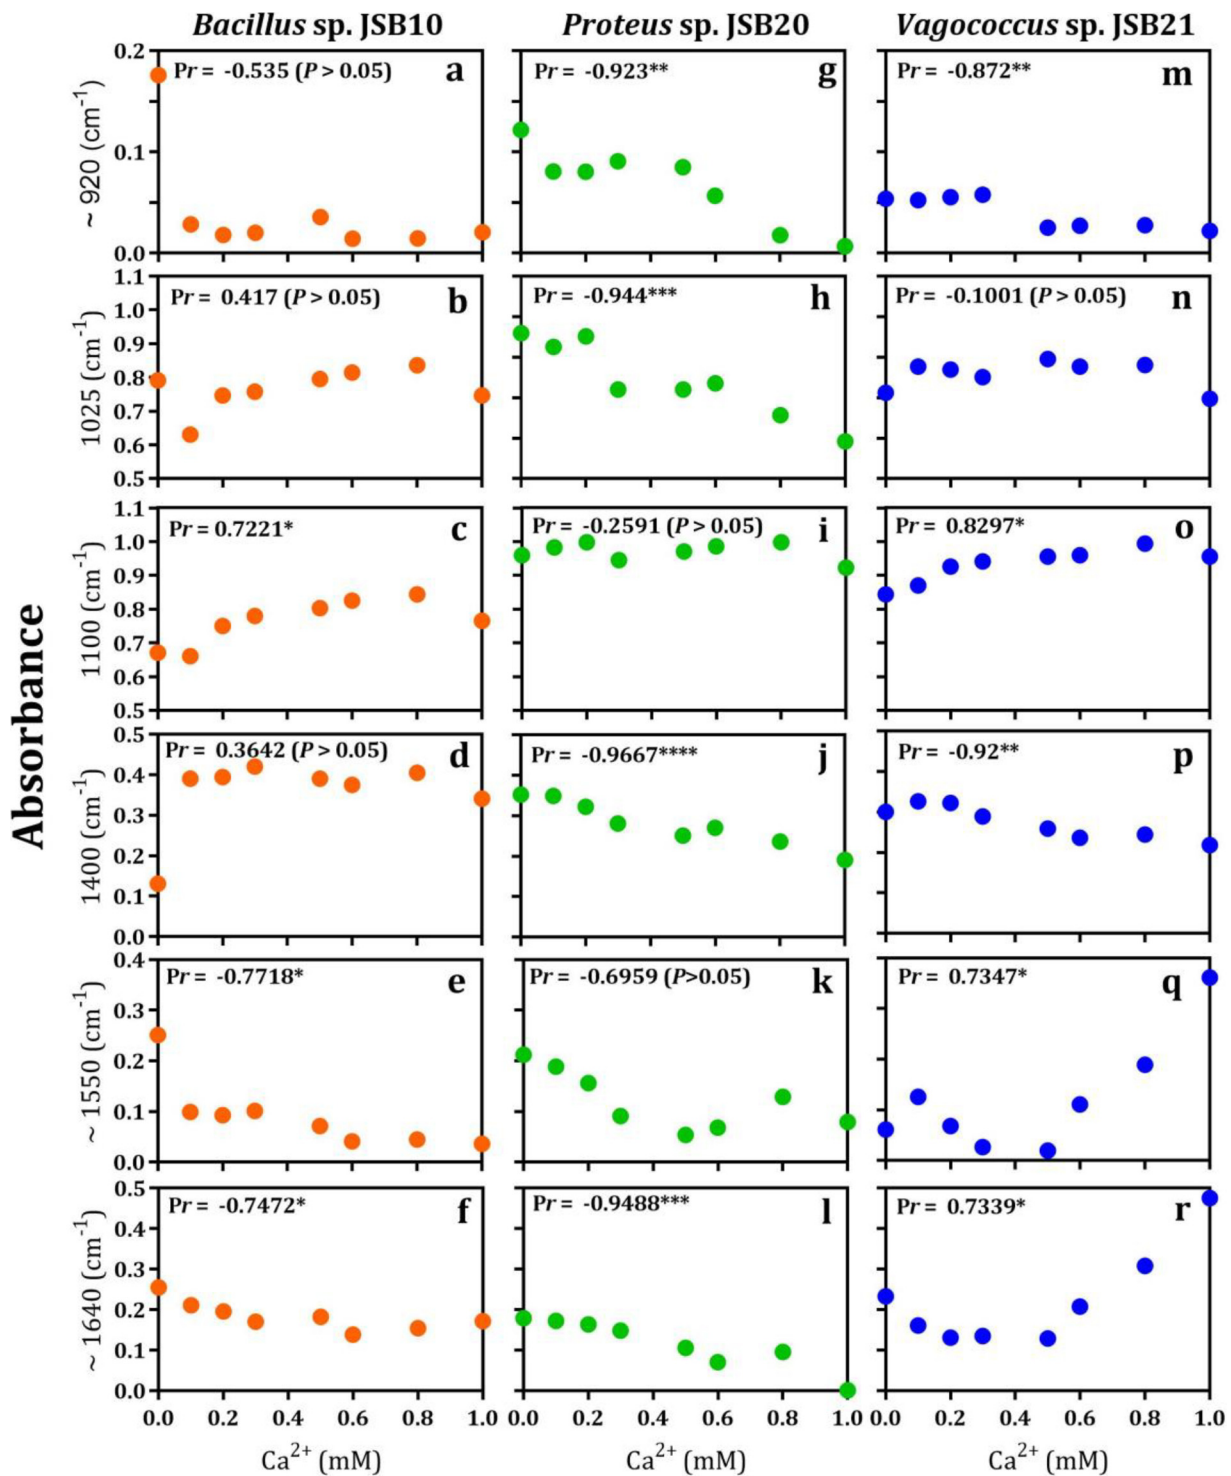 Bacillus sp. JSB10 Proteus sp. JSB20 Vagococcus sp. JSB21
Absorbance
~ 920 (cm⁻¹)
0.2
0.1
0.0
Pr = -0.535 (P > 0.05) a
Pr = -0.923** g
Pr = -0.872** m
1025 (cm⁻¹)
1.1
1.0
0.9
0.8
0.7
0.6
0.5
Pr = 0.417 (P > 0.05) b
Pr = -0.944*** h
Pr = -0.1001 (P > 0.05) n
1100 (cm⁻¹)
1.1
1.0
0.9
0.8
0.7
0.6
0.5
Pr = 0.7221* c
Pr = -0.2591 (P > 0.05) i
Pr = 0.8297* o
1400 (cm⁻¹)
0.5
0.4
0.3
0.2
0.1
0.0
Pr = 0.3642 (P > 0.05) d
Pr = -0.9667**** j
Pr = -0.92** p
~ 1550 (cm⁻¹)
0.4
0.3
0.2
0.1
0.0
Pr = -0.7718* e
Pr = -0.6959 (P>0.05) k
Pr = 0.7347* q
~ 1640 (cm⁻¹)
0.5
0.4
0.3
0.2
0.1
0.0
Pr = -0.7472* f
Pr = -0.9488*** l
Pr = 0.7339* r
0.0 0.2 0.4 0.6 0.8 1.0 0.0 0.2 0.4 0.6 0.8 1.0 0.0 0.2 0.4 0.6 0.8 1.0
Ca²⁺ (mM) Ca²⁺ (mM) Ca²⁺ (mM)